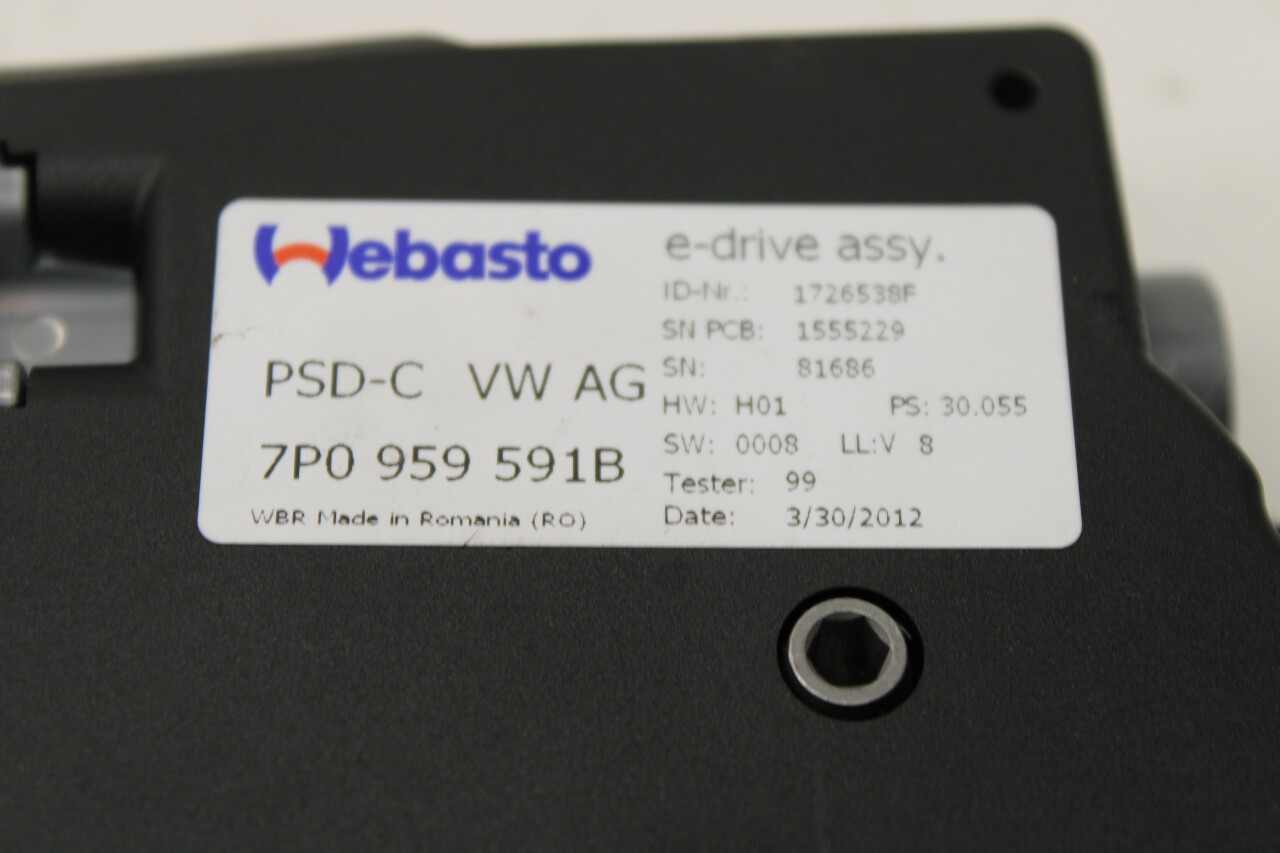 Webasto
PSD-C VW AG
7P0 959 591B
WBR Made in Romania (RO)
e-drive assy.
ID-Nr.: 1726538F
SN PCB: 1555229
SN: 81686
HW: H01 PS: 30.055
SW: 0008 LL:V 8
Tester: 99
Date: 3/30/2012